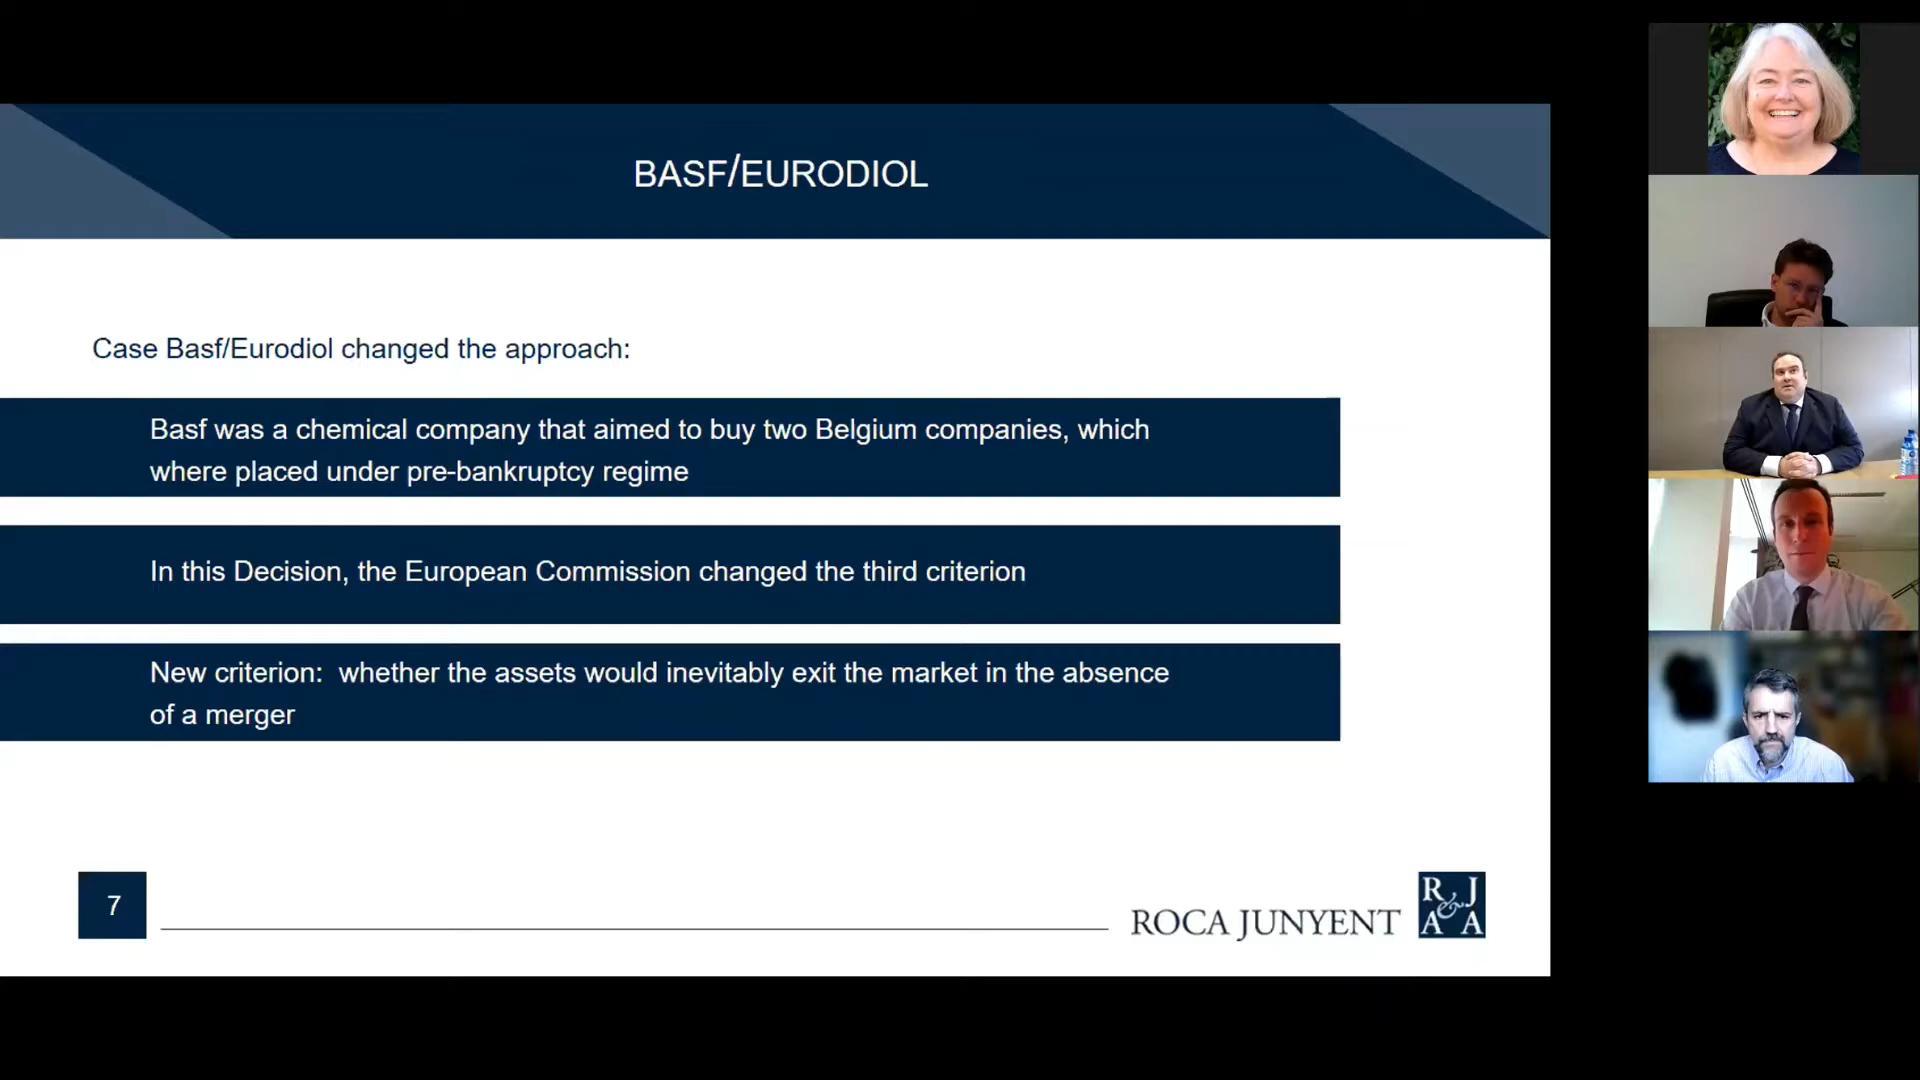 BASF/EURODIOL
Case Basf/Eurodiol changed the approach:
Basf was a chemical company that aimed to buy two Belgium companies, which
where placed under pre-bankruptcy regime
In this Decision, the European Commission changed the third criterion
New criterion: whether the assets would inevitably exit the market in the absence
of a merger
7
ROCA JUNYENT
R J
& 
A A